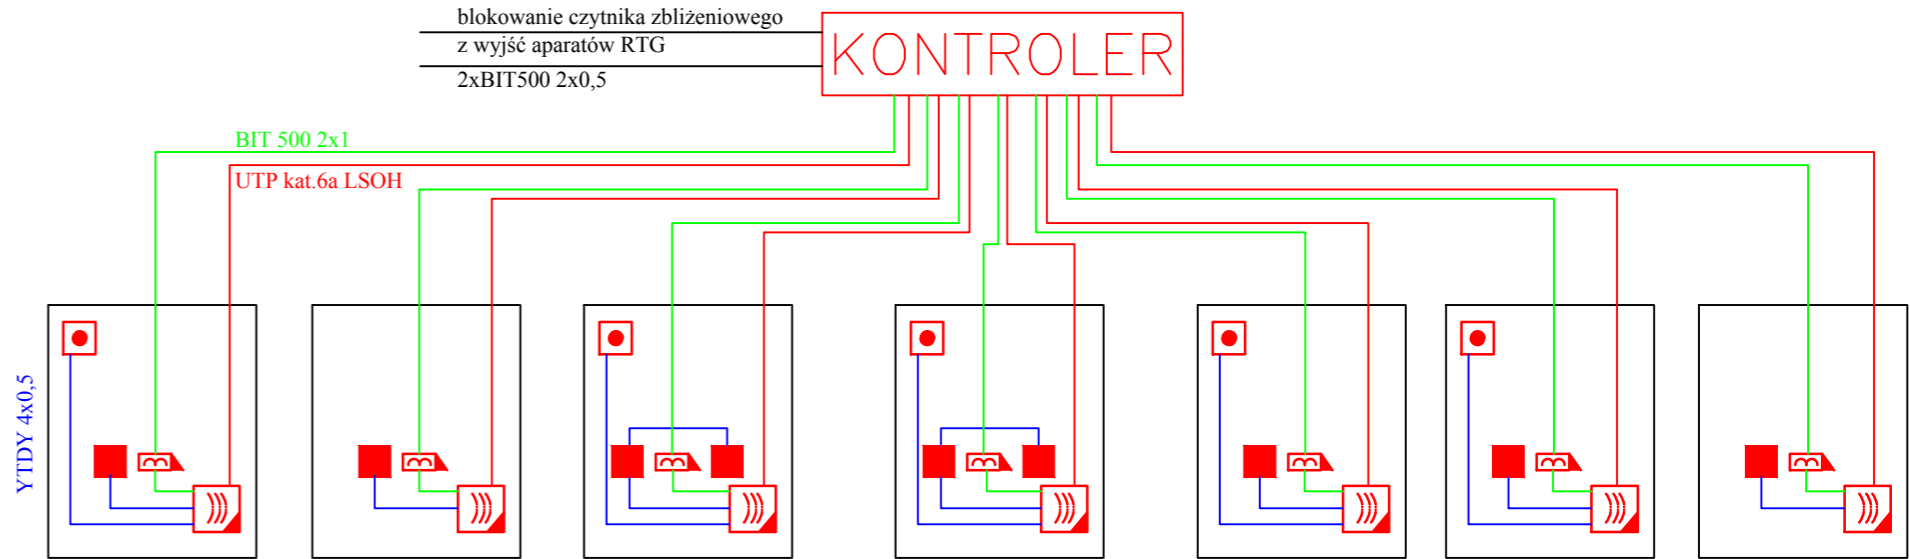 blokowanie czytnika zbliżeniowego
z wyjść aparatów RTG
2xBIT500 2x0,5
KONTROLER
BIT 500 2x1
UTP kat.6a LSOH
YTDY 4x0,5